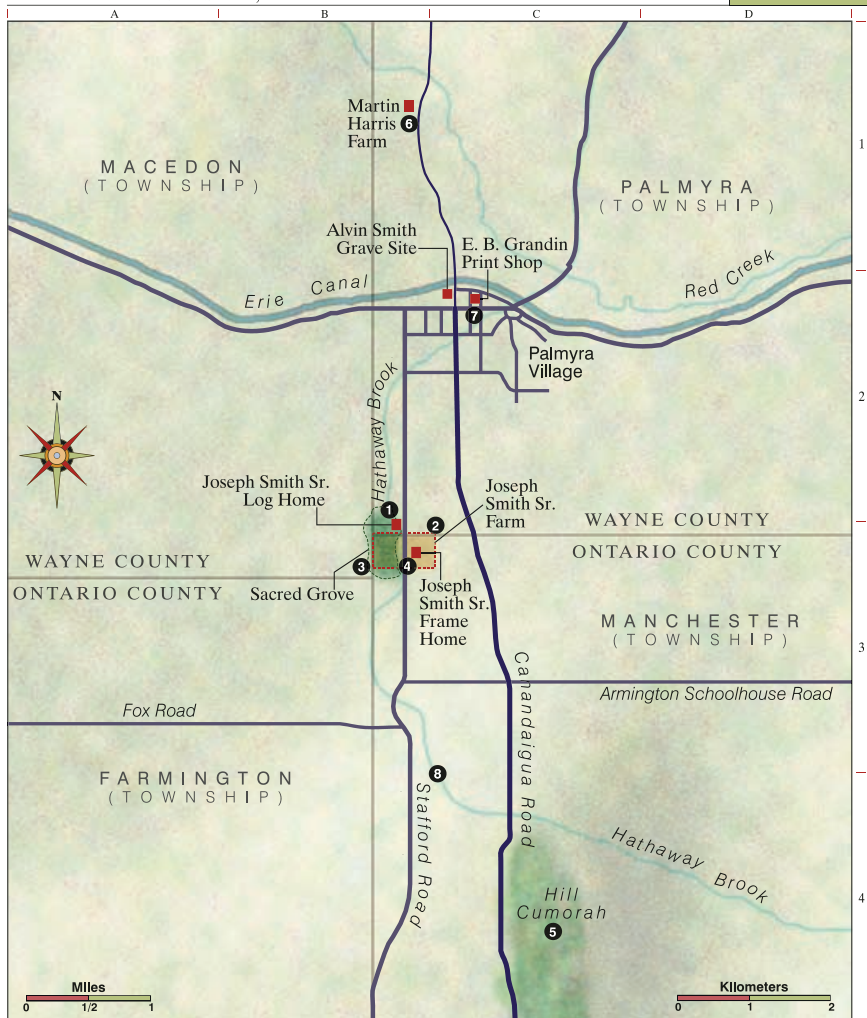 A
B
C
D
Martin
Harris
Farm
6
1
MACEDON
(TOWNSHIP)
PALMYRA
(TOWNSHIP)
Alvin Smith
Grave Site
E. B. Grandin
Print Shop
Erie Canal
Red Creek
7
Palmyra
Village
2
N
Hathaway Brook
Joseph Smith Sr.
Log Home
1
2
Joseph
Smith Sr.
Farm
WAYNE COUNTY
ONTARIO COUNTY
WAYNE COUNTY
ONTARIO COUNTY
3
4
Sacred Grove
Joseph
Smith Sr.
Frame
Home
MANCHESTER
(TOWNSHIP)
3
Canandaigua Road
Armington Schoolhouse Road
Fox Road
FARMINGTON
(TOWNSHIP)
8
Stafford Road
Hathaway Brook
Hill
Cumorah
5
4
MIles
0 1/2 1
KIlometers
0 1 2